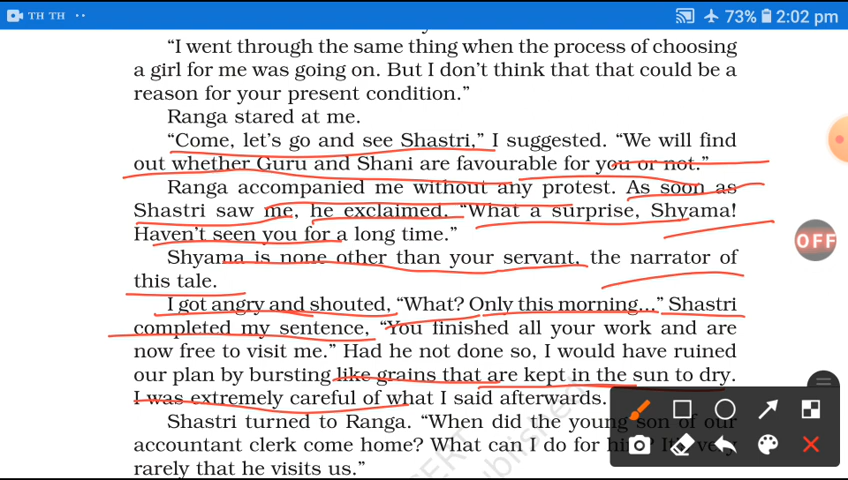 TH TH
73% 2:02 pm
"I went through the same thing when the process of choosing
a girl for me was going on. But I don't think that that could be a
reason for your present condition."
Ranga stared at me.
"Come, let's go and see Shastri," I suggested. "We will find
out whether Guru and Shani are favourable for you or not."
Ranga accompanied me without any protest. As soon as
Shastri saw me, he exclaimed. "What a surprise, Shyama!
Haven't seen you for a long time."
Shyama is none other than your servant, the narrator of
this tale.
I got angry and shouted, "What? Only this morning..." Shastri
completed my sentence, "You finished all your work and are
now free to visit me." Had he not done so, I would have ruined
our plan by bursting like grains that are kept in the sun to dry.
I was extremely careful of what I said afterwards.
Shastri turned to Ranga. "When did the young son of our
accountant clerk come home? What can I do for him? It's very
rarely that he visits us."
OFF